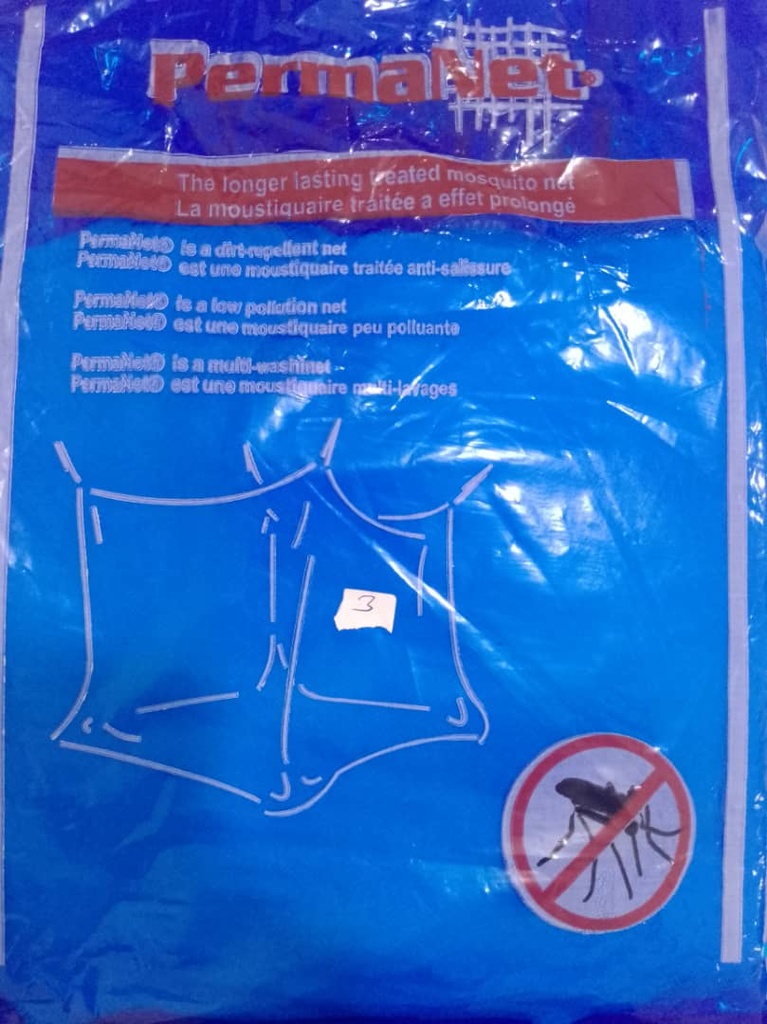 PermaNet®
The longer lasting treated mosquito net
La moustiquaire traitée a effet prolongé
PermaNet® is a dirt-repellent net
PermaNet® est une moustiquaire traitée anti-salissure
PermaNet® is a low pollution net
PermaNet® est une moustiquaire peu polluante
PermaNet® is a multi-washnet
PermaNet® est une moustiquaire multi-lavages
3